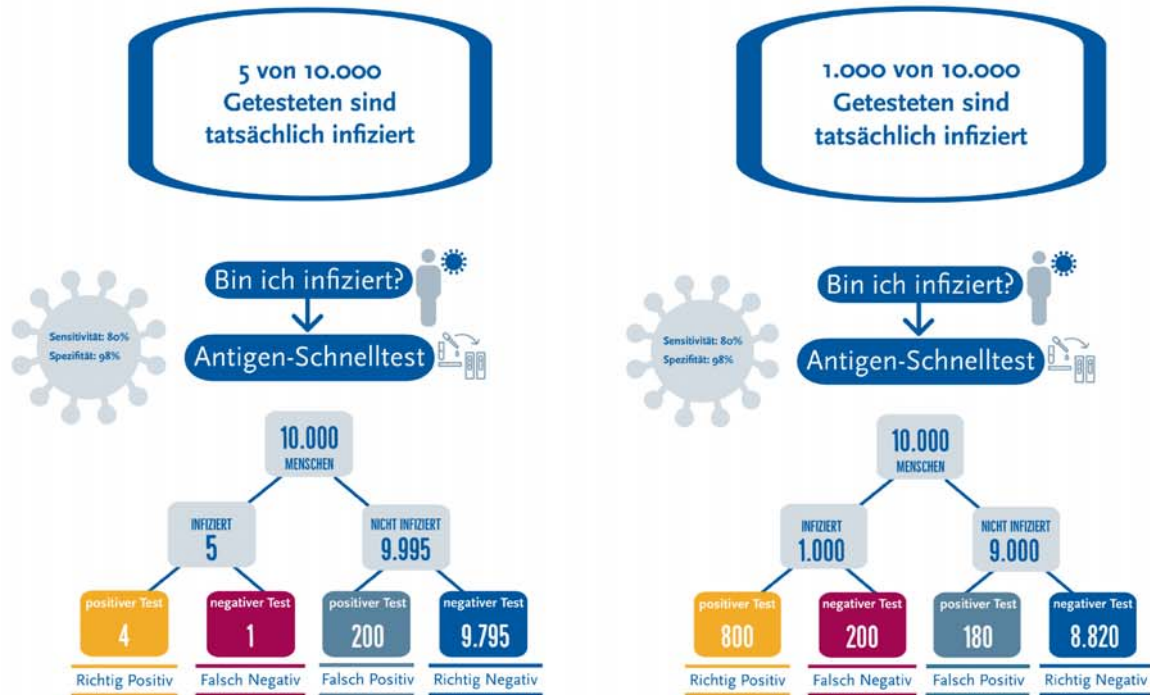 5 von 10.000
Getesteten sind
tatsächlich infiziert
Bin ich infiziert?
Sensitivität: 80%
Spezifität: 98%
Antigen-Schnelltest
10.000
MENSCHEN
INFIZIERT
5
NICHT INFIZIERT
9.995
positiver Test
4
Richtig Positiv
negativer Test
1
Falsch Negativ
positiver Test
200
Falsch Positiv
negativer Test
9.795
Richtig Negativ
1.000 von 10.000
Getesteten sind
tatsächlich infiziert
Bin ich infiziert?
Sensitivität: 80%
Spezifität: 98%
Antigen-Schnelltest
10.000
MENSCHEN
INFIZIERT
1.000
NICHT INFIZIERT
9.000
positiver Test
800
Richtig Positiv
negativer Test
200
Falsch Negativ
positiver Test
180
Falsch Positiv
negativer Test
8.820
Richtig Negativ